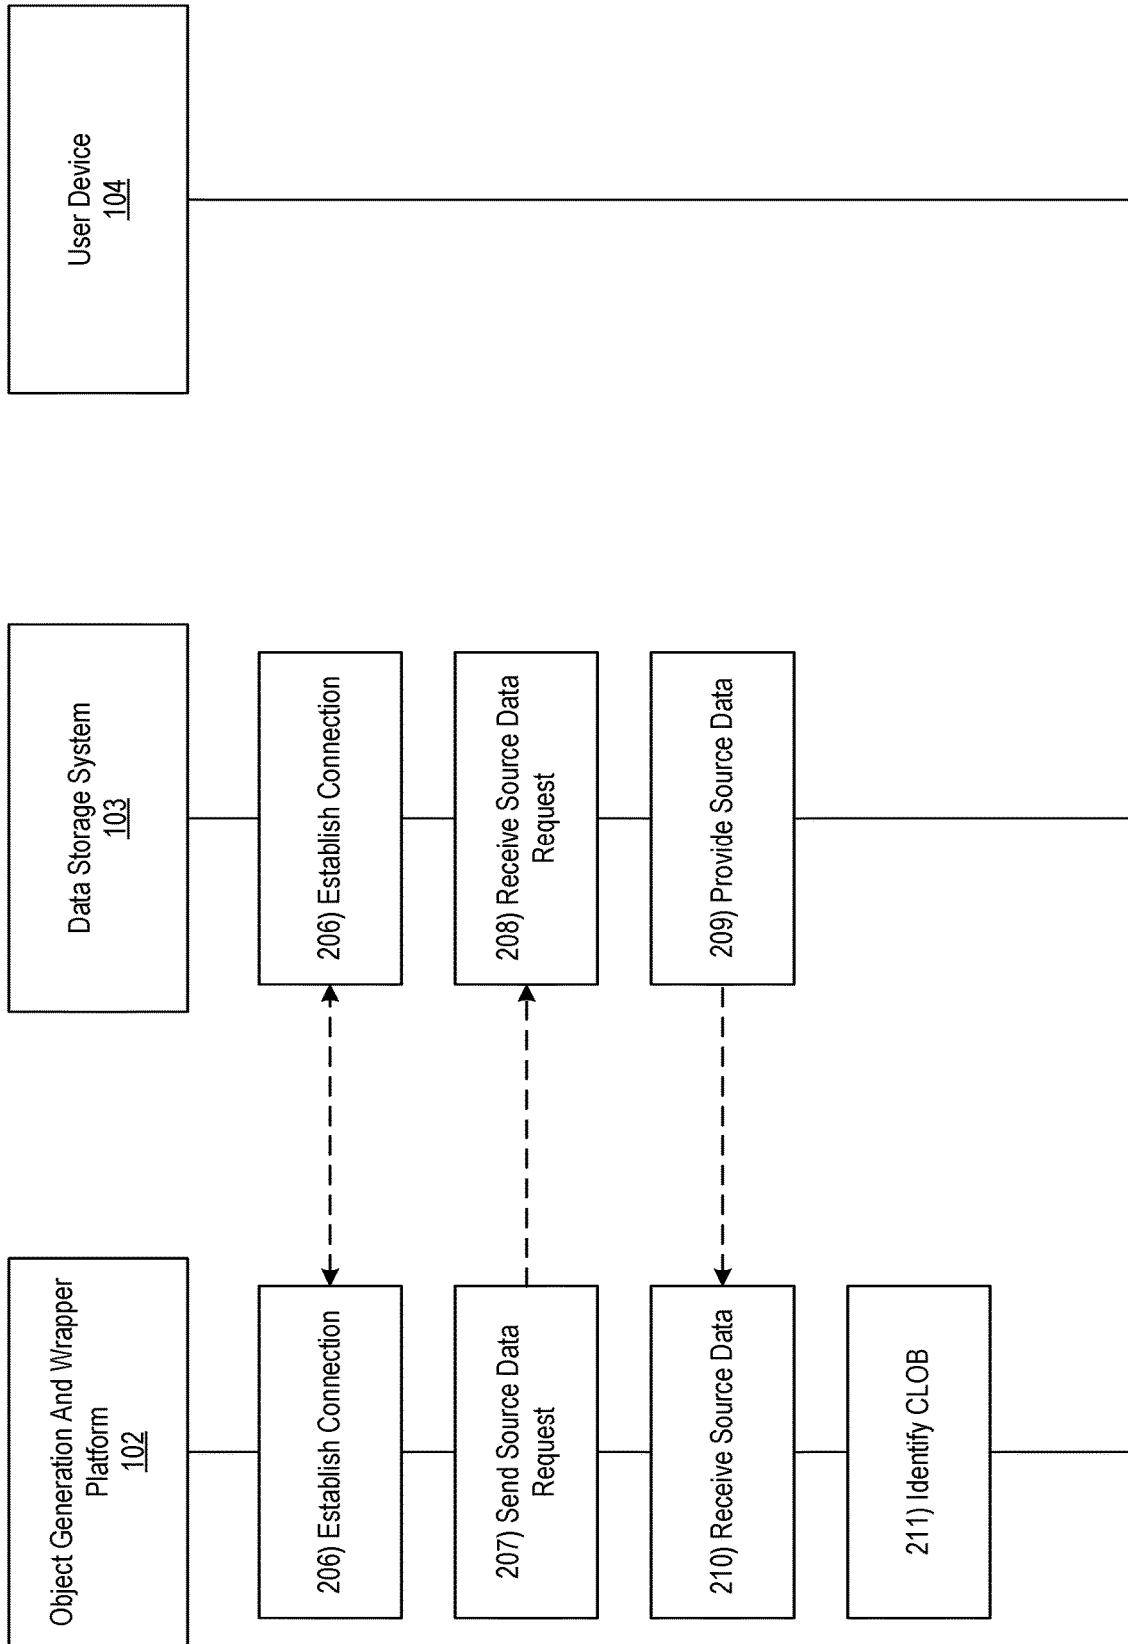 Object Generation And Wrapper
Platform
102
Data Storage System
103
User Device
104
206) Establish Connection
206) Establish Connection
207) Send Source Data
Request
208) Receive Source Data
Request
210) Receive Source Data
209) Provide Source Data
211) Identify CLOB